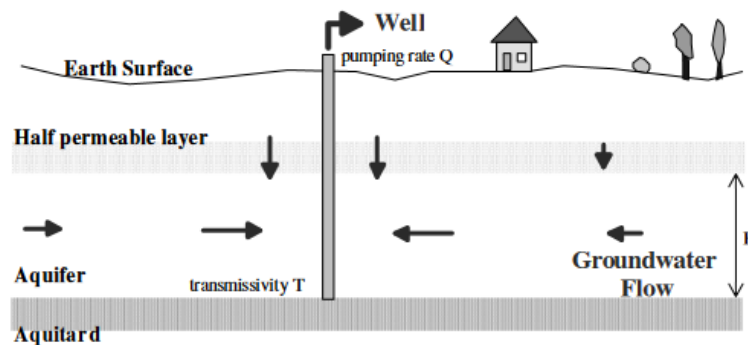 Well
pumping rate Q
Earth Surface
Half permeable layer
Aquifer
transmissivity T
Groundwater
Flow
Aquitard